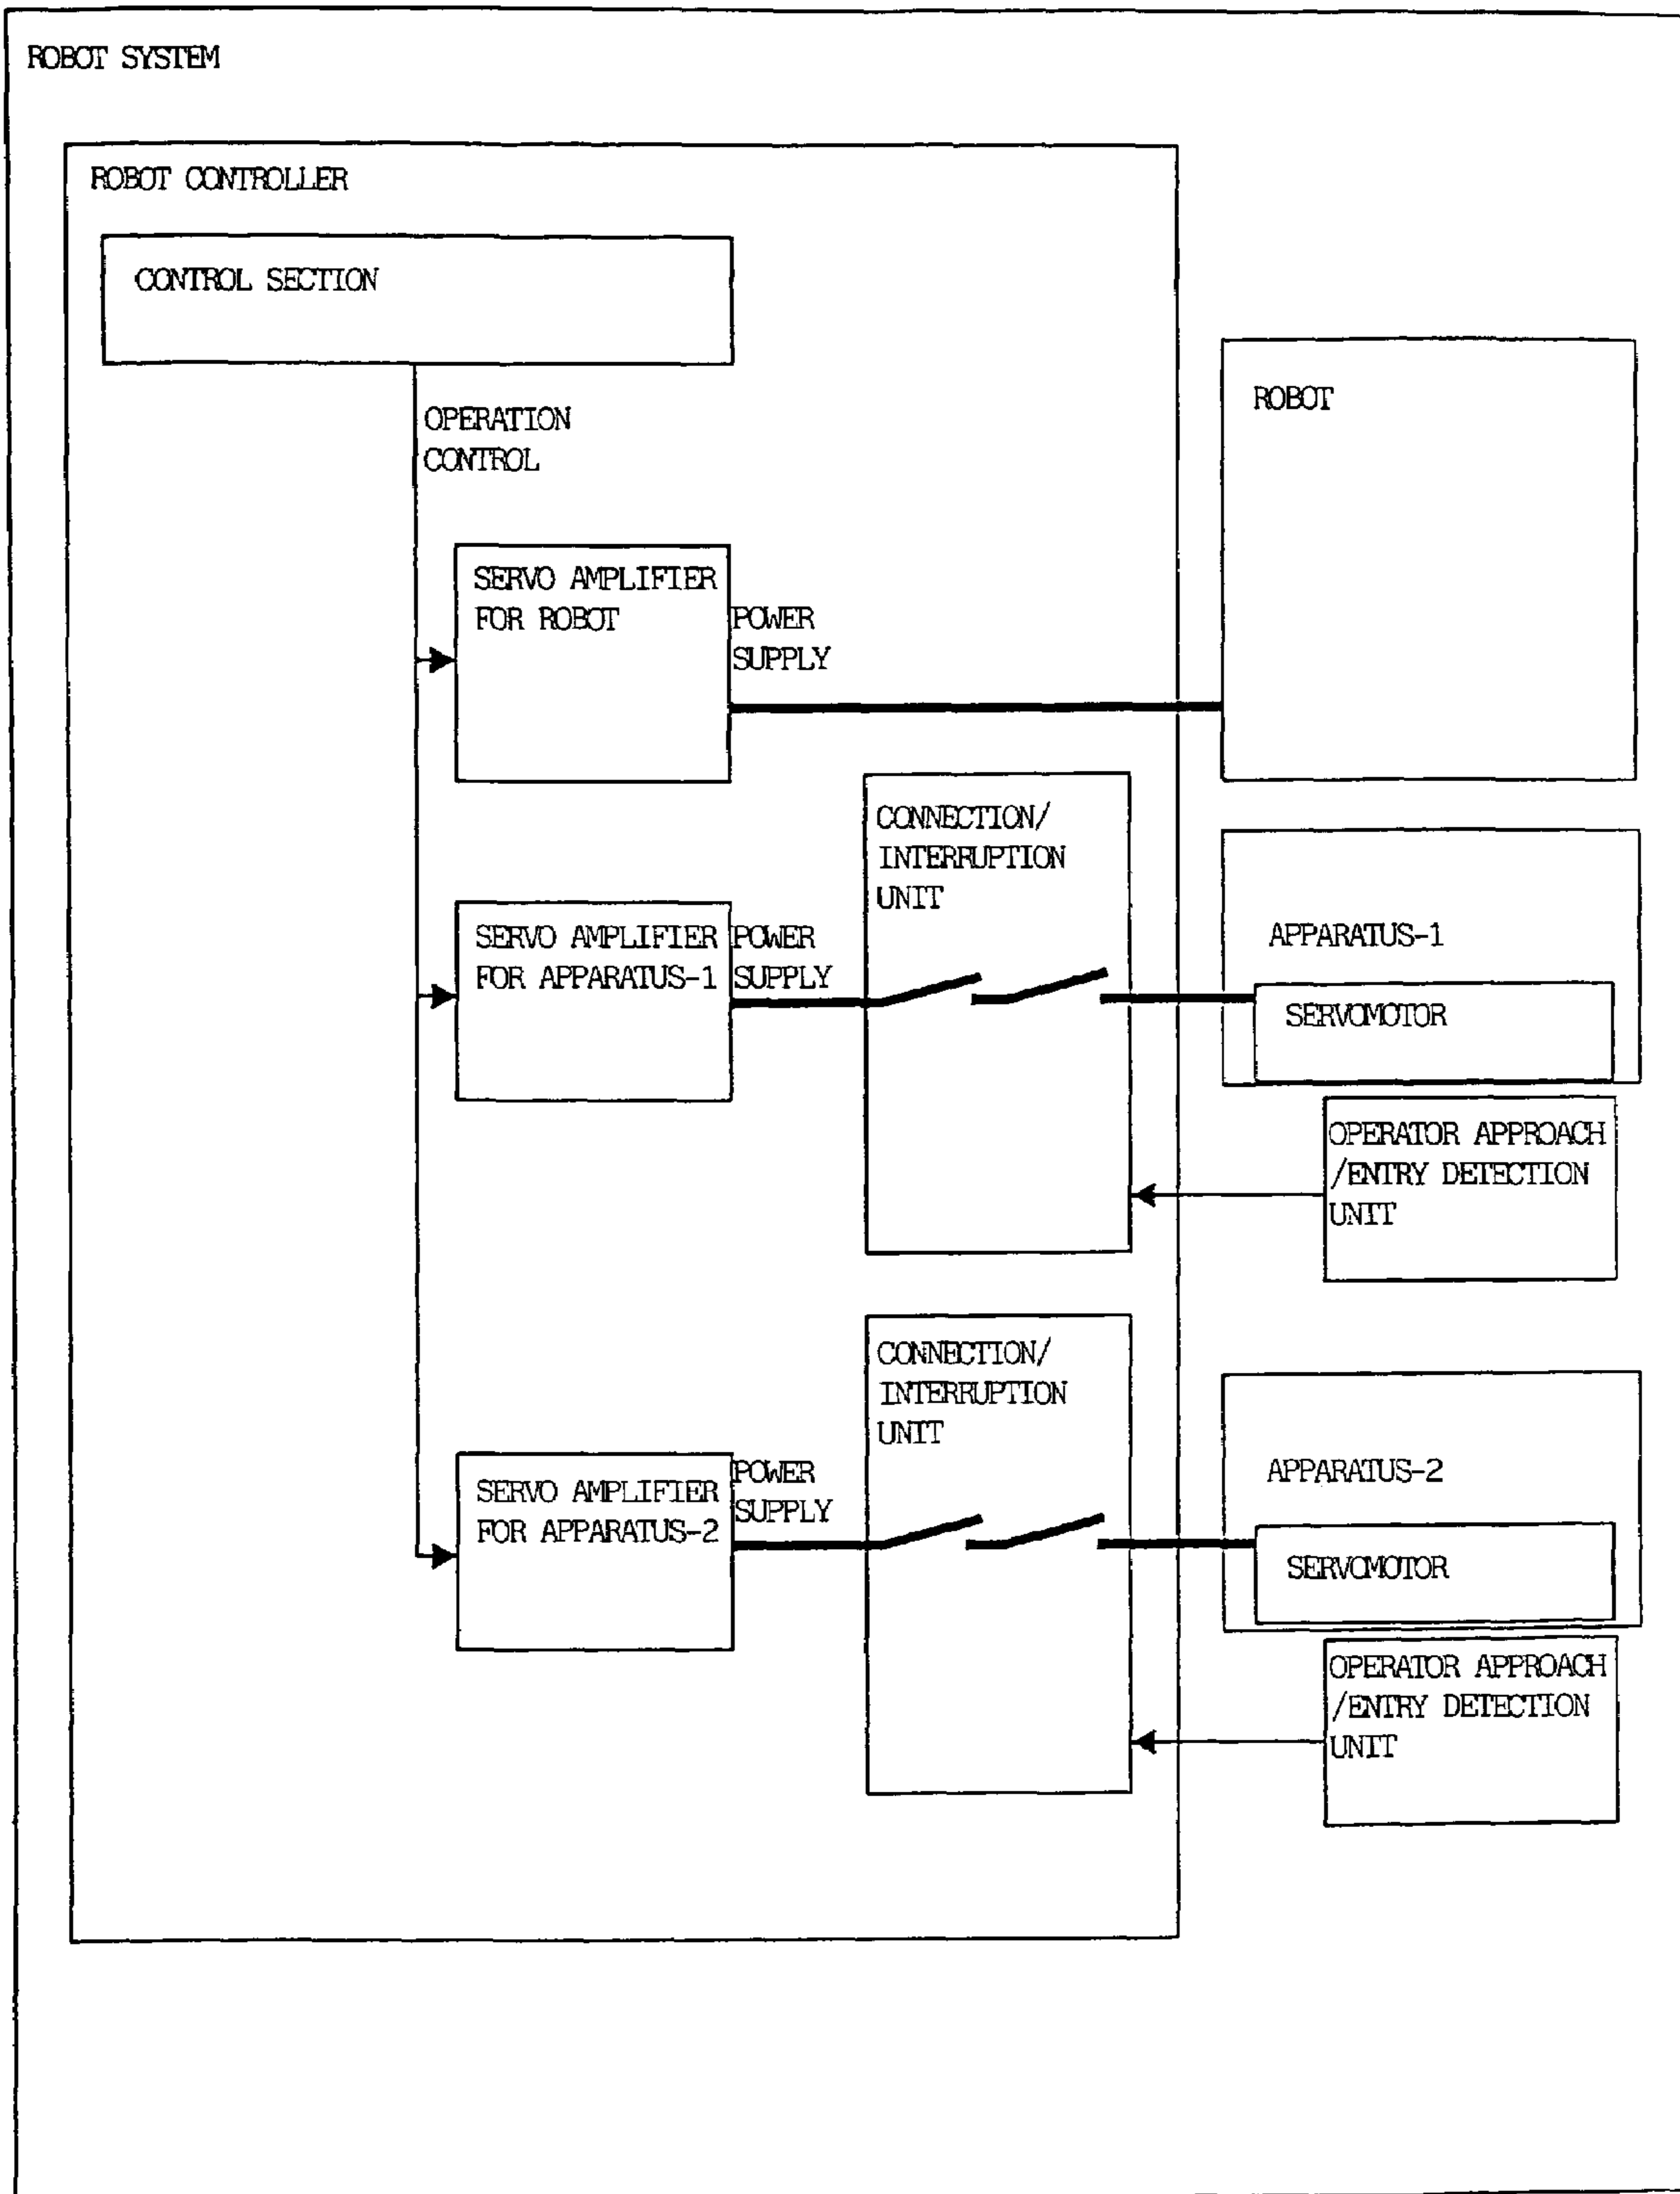 ROBOT SYSTEM
ROBOT CONTROLLER
CONTROL SECTION
OPERATION
CONTROL
ROBOT
SERVO AMPLIFIER
FOR ROBOT
POWER
SUPPLY
CONNECTION/
INTERRUPTION
UNIT
SERVO AMPLIFIER
FOR APPARATUS-1
POWER
SUPPLY
APPARATUS-1
SERVOMOTOR
OPERATOR APPROACH
/ENTRY DETECTION
UNIT
CONNECTION/
INTERRUPTION
UNIT
SERVO AMPLIFIER
FOR APPARATUS-2
POWER
SUPPLY
APPARATUS-2
SERVOMOTOR
OPERATOR APPROACH
/ENTRY DETECTION
UNIT